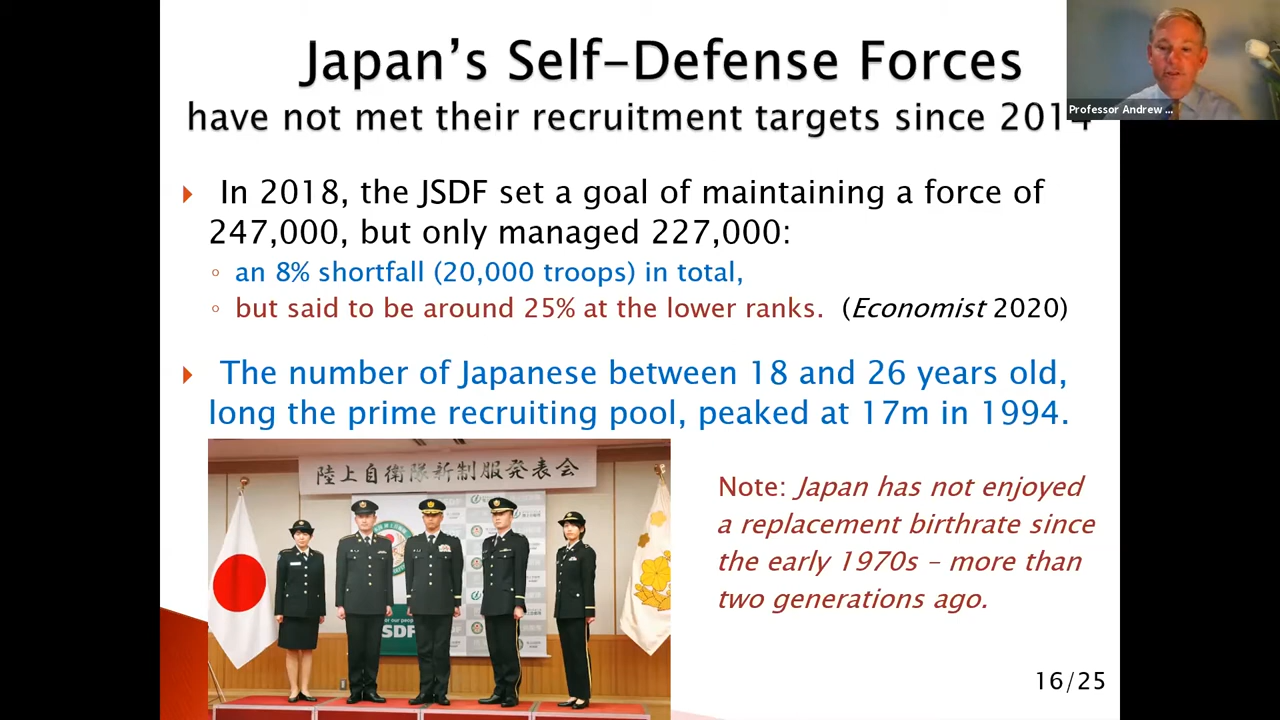 Japan's Self-Defense Forces
have not met their recruitment targets since 2014
Professor Andrew ...
In 2018, the JSDF set a goal of maintaining a force of
247,000, but only managed 227,000:
an 8% shortfall (20,000 troops) in total,
but said to be around 25% at the lower ranks. (Economist 2020)
The number of Japanese between 18 and 26 years old,
long the prime recruiting pool, peaked at 17m in 1994.
陸上自衛隊新制服発表会
SDF
Note: Japan has not enjoyed
a replacement birthrate since
the early 1970s – more than
two generations ago.
16/25